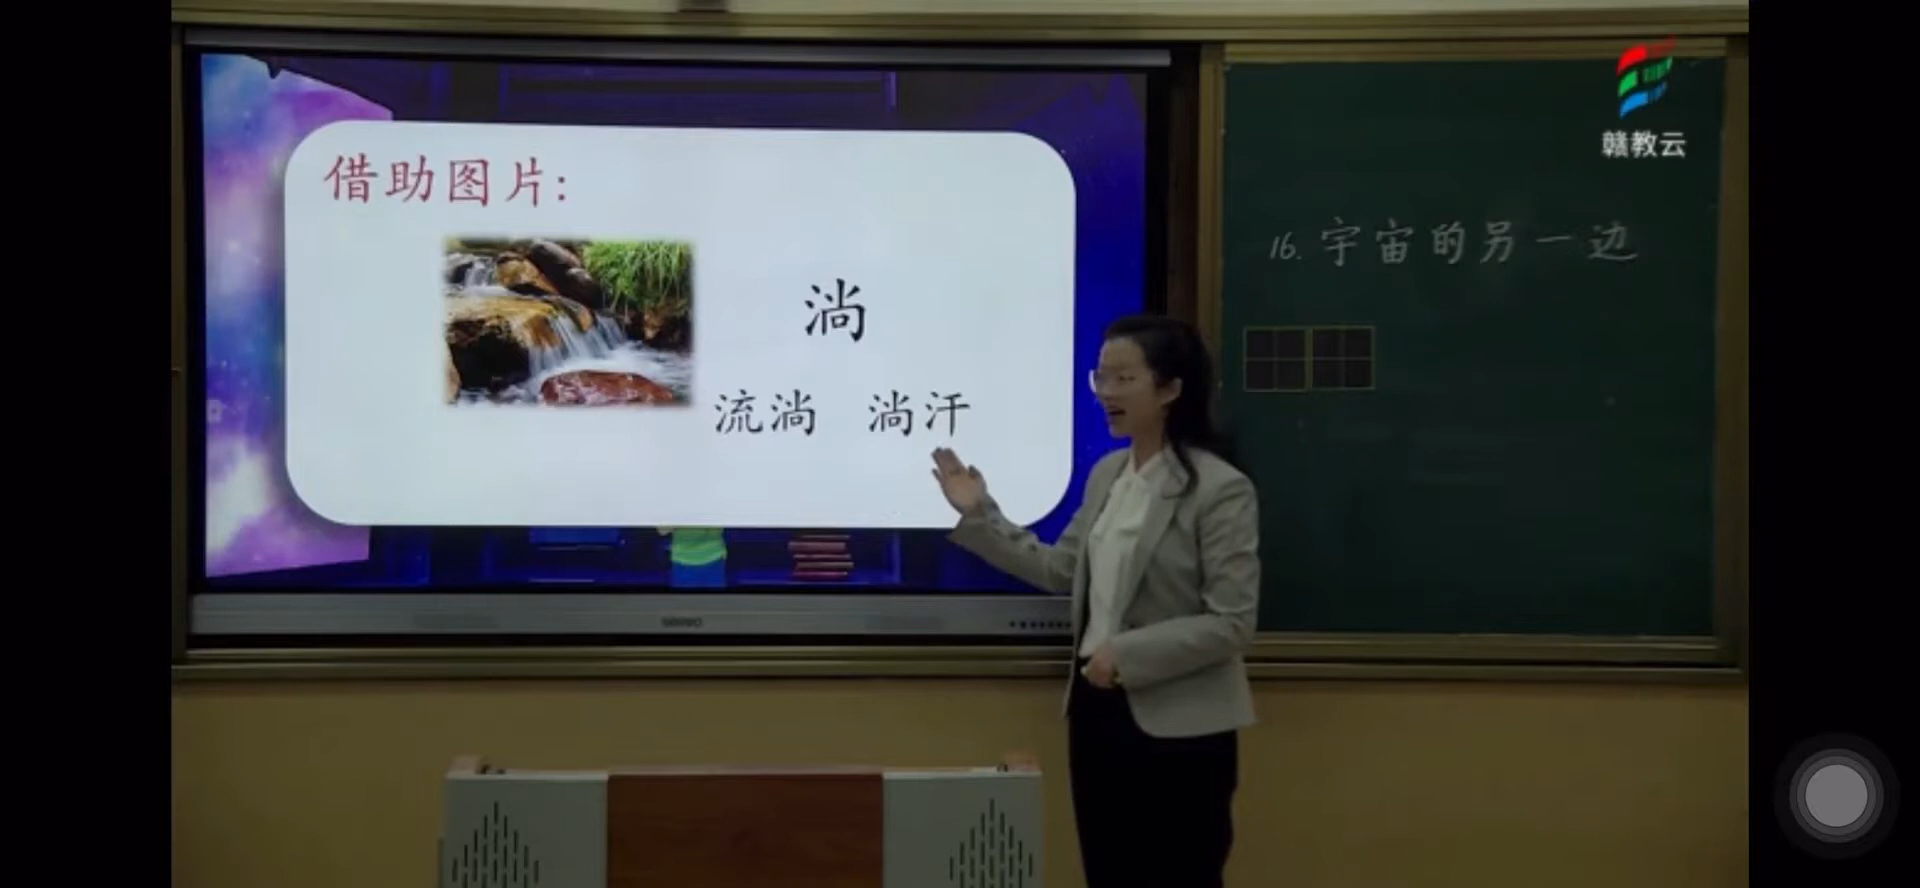 借助图片:
淌
流淌 淌汗
赣教云
16.宇宙的另一边